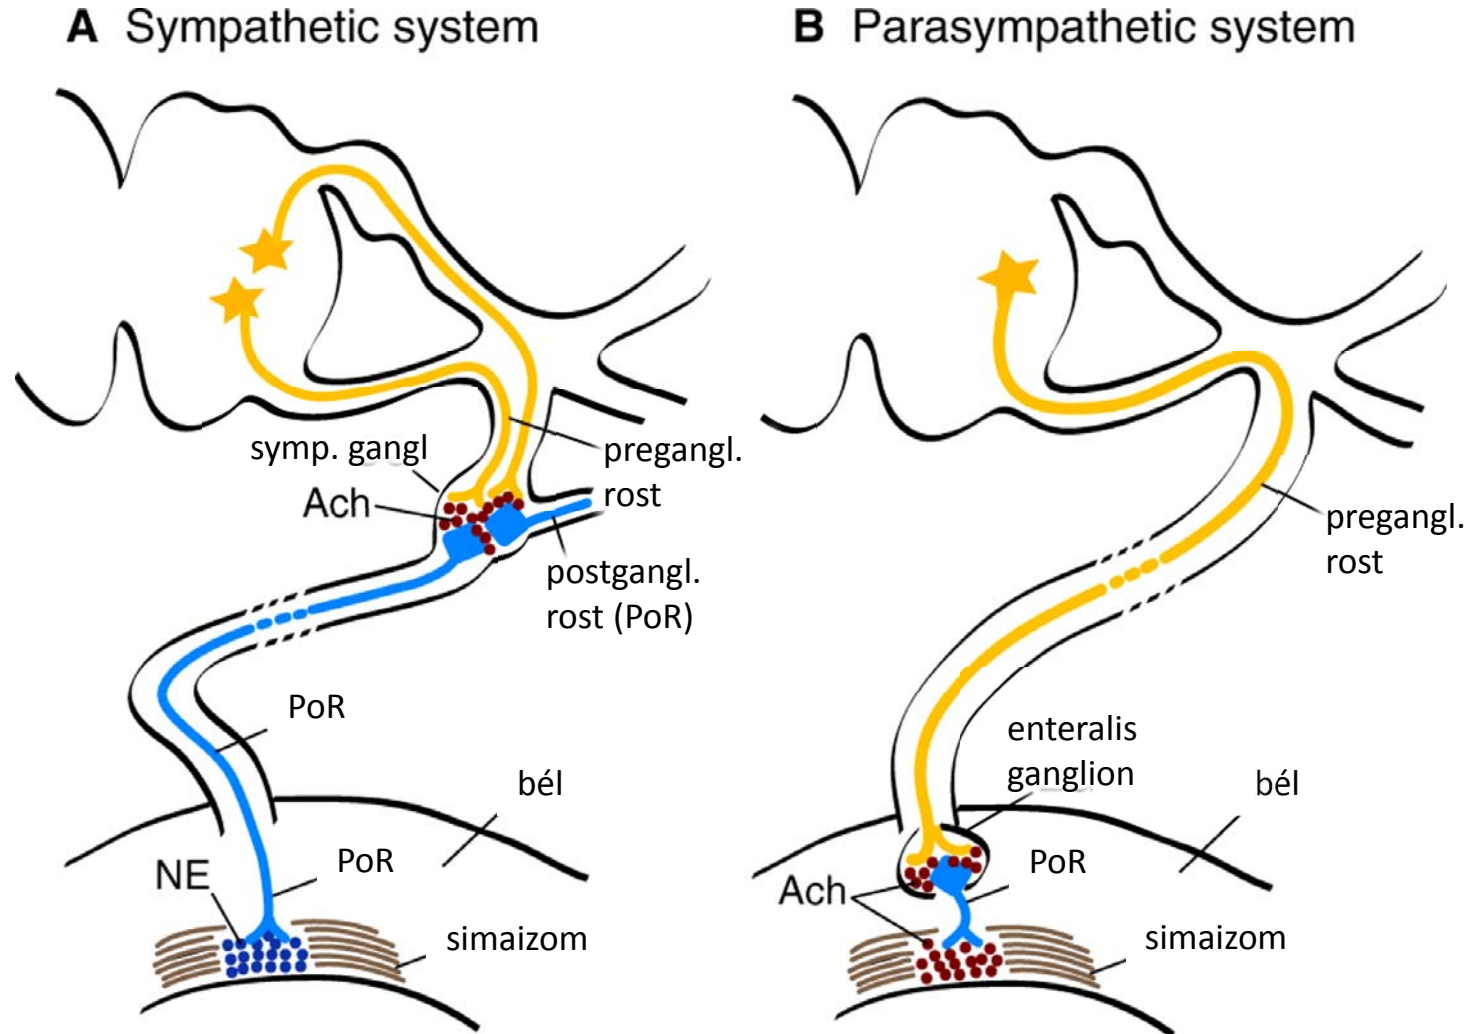 A Sympathetic system
symp. gangl
Ach
pregangl.
rost
postgangl.
rost (PoR)
PoR
bél
NE
PoR
simaizom
B Parasympathetic system
pregangl.
rost
enteralis
ganglion
bél
PoR
Ach
simaizom